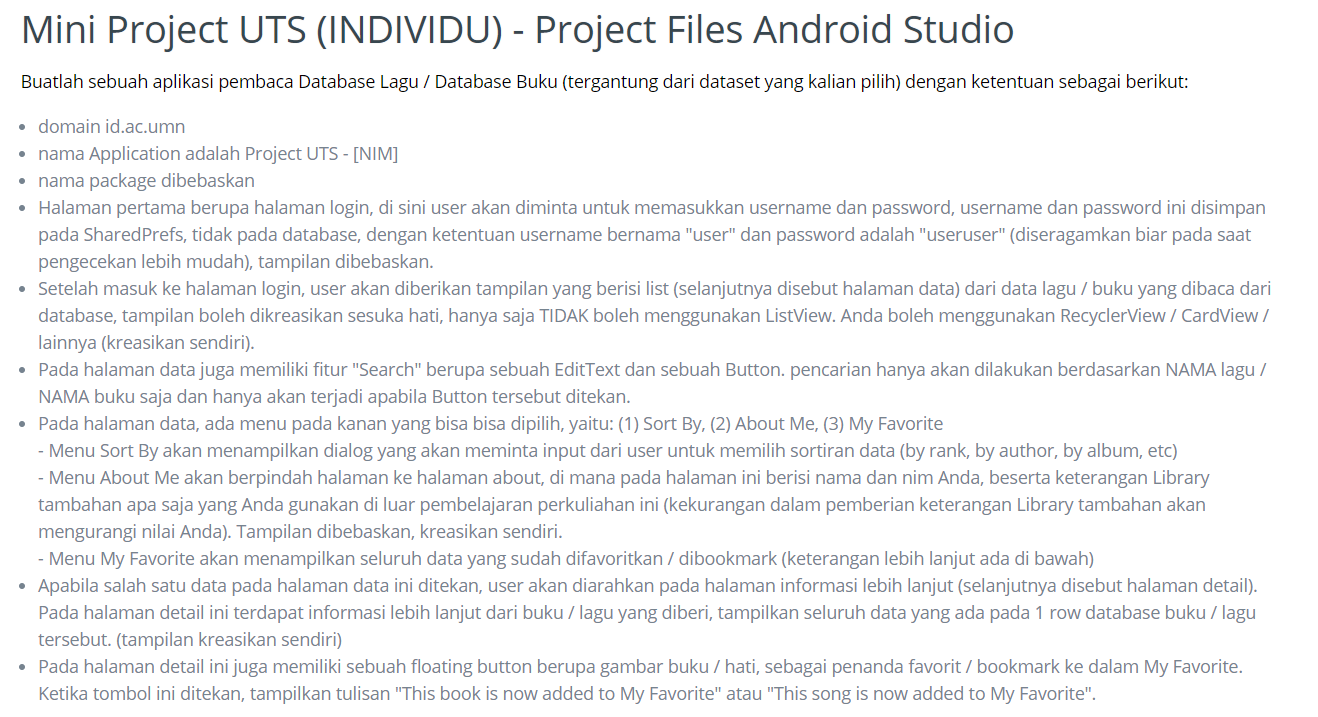 Mini Project UTS (INDIVIDU) - Project Files Android Studio
Buatlah sebuah aplikasi pembaca Database Lagu / Database Buku (tergantung dari dataset yang kalian pilih) dengan ketentuan sebagai berikut:
• domain id.ac.umn
• nama Application adalah Project UTS - [NIM]
• nama package dibebaskan
• Halaman pertama berupa halaman login, di sini user akan diminta untuk memasukkan username dan password, username dan password ini disimpan
pada SharedPrefs, tidak pada database, dengan ketentuan username bernama "user" dan password adalah "useruser" (diseragamkan biar pada saat
pengecekan lebih mudah), tampilan dibebaskan.
• Setelah masuk ke halaman login, user akan diberikan tampilan yang berisi list (selanjutnya disebut halaman data) dari data lagu / buku yang dibaca dari
database, tampilan boleh dikreasikan sesuka hati, hanya saja TIDAK boleh menggunakan ListView. Anda boleh menggunakan RecyclerView / CardView /
lainnya (kreasikan sendiri).
• Pada halaman data juga memiliki fitur "Search" berupa sebuah EditText dan sebuah Button. pencarian hanya akan dilakukan berdasarkan NAMA lagu /
NAMA buku saja dan hanya akan terjadi apabila Button tersebut ditekan.
• Pada halaman data, ada menu pada kanan yang bisa bisa dipilih, yaitu: (1) Sort By, (2) About Me, (3) My Favorite
- Menu Sort By akan menampilkan dialog yang akan meminta input dari user untuk memilih sortiran data (by rank, by author, by album, etc)
- Menu About Me akan berpindah halaman ke halaman about, di mana pada halaman ini berisi nama dan nim Anda, beserta keterangan Library
tambahan apa saja yang Anda gunakan di luar pembelajaran perkuliahan ini (kekurangan dalam pemberian keterangan Library tambahan akan
mengurangi nilai Anda). Tampilan dibebaskan, kreasikan sendiri.
- Menu My Favorite akan menampilkan seluruh data yang sudah difavoritkan / dibookmark (keterangan lebih lanjut ada di bawah)
• Apabila salah satu data pada halaman data ini ditekan, user akan diarahkan pada halaman informasi lebih lanjut (selanjutnya disebut halaman detail).
Pada halaman detail ini terdapat informasi lebih lanjut dari buku / lagu yang diberi, tampilkan seluruh data yang ada pada 1 row database buku / lagu
tersebut. (tampilan kreasikan sendiri)
• Pada halaman detail ini juga memiliki sebuah floating button berupa gambar buku / hati, sebagai penanda favorit / bookmark ke dalam My Favorite.
Ketika tombol ini ditekan, tampilkan tulisan "This book is now added to My Favorite" atau "This song is now added to My Favorite".